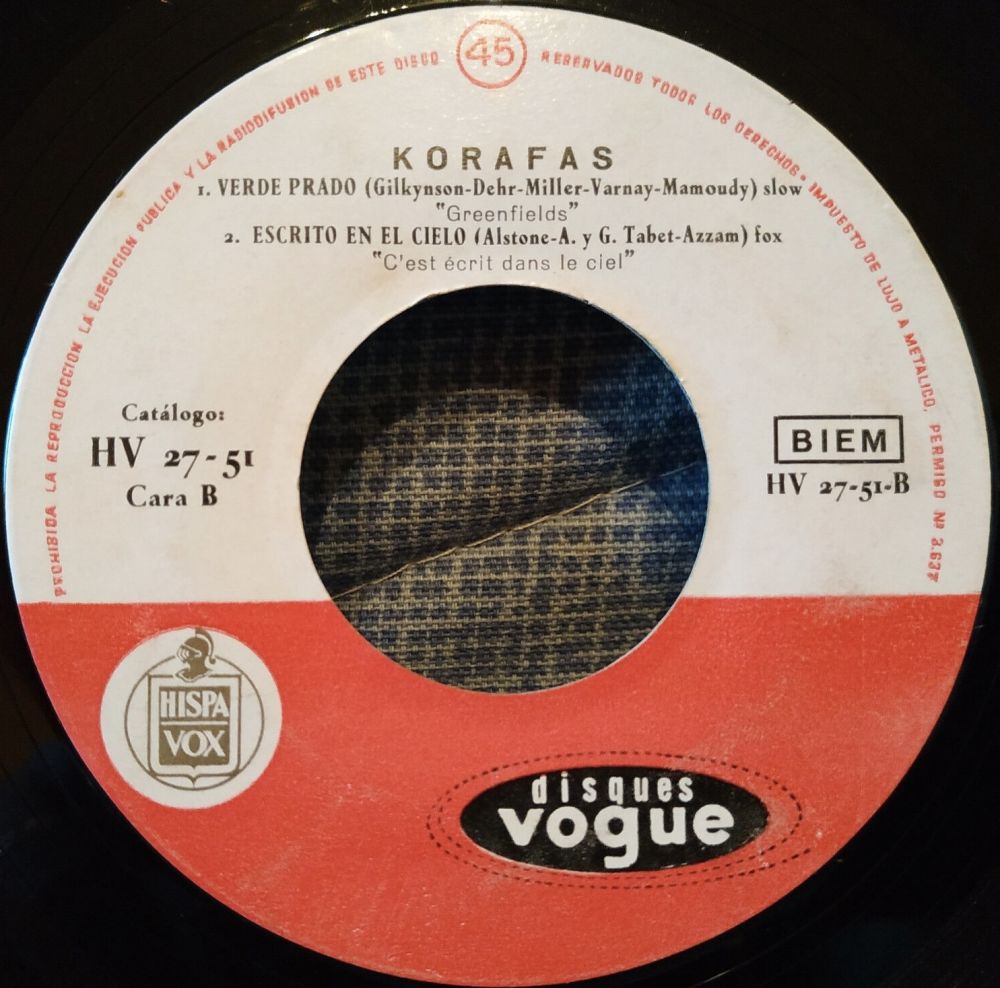 PROHIBIDA LA REPRODUCCION LA EJECUCION PUBLICA Y LA RADIODIFUSION DE ESTE DISCO
45
RESERVADOS TODOS LOS DERECHOS · IMPUESTO DE LUJO A METALICO. PERMISO Nº 3.637
KORAFAS
1. VERDE PRADO (Gilkynson-Dehr-Miller-Varnay-Mamoudy) slow
"Greenfields"
2. ESCRITO EN EL CIELO (Alstone-A. y G. Tabet-Azzam) fox
"C'est écrit dans le ciel"
Catálogo:
HV 27-51
Cara B
BIEM
HV 27-51-B
HISPA
VOX
disques
vogue